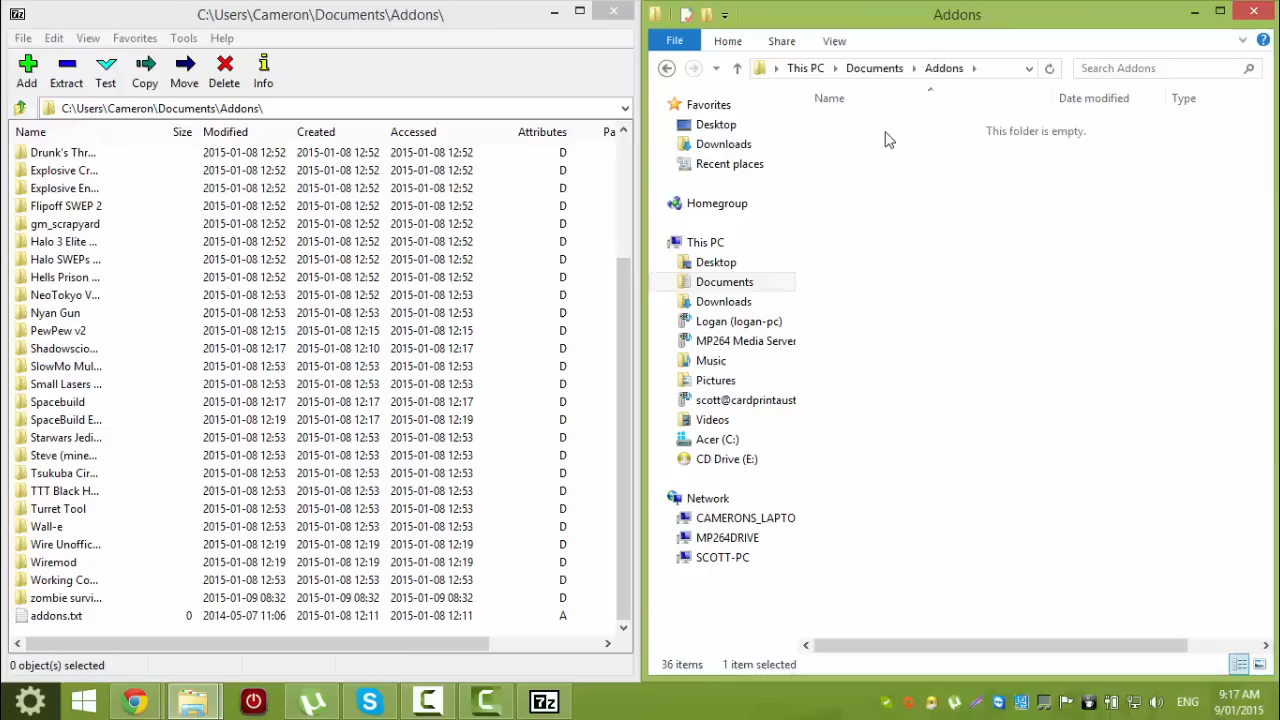 C:\Users\Cameron\Documents\Addons\
File Edit View Favorites Tools Help
Add Extract Test Copy Move Delete Info
C:\Users\Cameron\Documents\Addons\
Name Size Modified Created Accessed Attributes Pa
Drunk's Thr... 2015-01-08 12:52 2015-01-08 12:52 2015-01-08 12:52 D
Explosive Cr... 2015-01-08 12:52 2015-01-08 12:52 2015-01-08 12:52 D
Explosive En... 2015-01-08 12:52 2015-01-08 12:52 2015-01-08 12:52 D
Flipoff SWEP 2 2015-01-08 12:52 2015-01-08 12:52 2015-01-08 12:52 D
gm_scrapyard 2015-01-08 12:52 2015-01-08 12:52 2015-01-08 12:52 D
Halo 3 Elite ... 2015-01-08 12:52 2015-01-08 12:52 2015-01-08 12:52 D
Halo SWEPs ... 2015-01-08 12:52 2015-01-08 12:52 2015-01-08 12:52 D
Hells Prison ... 2015-01-08 12:52 2015-01-08 12:52 2015-01-08 12:52 D
NeoTokyo V... 2015-01-08 12:53 2015-01-08 12:52 2015-01-08 12:53 D
Nyan Gun 2015-01-08 12:53 2015-01-08 12:53 2015-01-08 12:53 D
PewPew v2 2015-01-08 12:15 2015-01-08 12:15 2015-01-08 12:15 D
Shadowscio... 2015-01-08 12:17 2015-01-08 12:10 2015-01-08 12:17 D
SlowMo Mul... 2015-01-08 12:53 2015-01-08 12:53 2015-01-08 12:53 D
Small Lasers ... 2015-01-08 12:53 2015-01-08 12:53 2015-01-08 12:53 D
Spacebuild 2015-01-08 12:17 2015-01-08 12:17 2015-01-08 12:17 D
SpaceBuild E... 2015-01-08 12:19 2015-01-08 12:17 2015-01-08 12:19 D
Starwars Jedi... 2015-01-08 12:53 2015-01-08 12:53 2015-01-08 12:53 D
Steve (mine... 2015-01-08 12:53 2015-01-08 12:53 2015-01-08 12:53 D
Tsukuba Cir... 2015-01-08 12:53 2015-01-08 12:53 2015-01-08 12:53 D
TTT Black H... 2015-01-08 12:53 2015-01-08 12:53 2015-01-08 12:53 D
Turret Tool 2015-01-08 12:53 2015-01-08 12:53 2015-01-08 12:53 D
Wall-e 2015-01-08 12:53 2015-01-08 12:53 2015-01-08 12:53 D
Wire Unoffic... 2015-01-08 12:19 2015-01-08 12:19 2015-01-08 12:19 D
Wiremod 2015-01-08 12:19 2015-01-08 12:19 2015-01-08 12:19 D
Working Co... 2015-01-08 12:53 2015-01-08 12:53 2015-01-08 12:53 D
zombie survi... 2015-01-09 08:32 2015-01-09 08:32 2015-01-09 08:32 D
addons.txt 0 2014-05-07 11:06 2015-01-08 12:11 2015-01-08 12:11 A
0 object(s) selected
Addons
File Home Share View
This PC Documents Addons Search Addons
Name Date modified Type
This folder is empty.
Favorites
Desktop
Downloads
Recent places
Homegroup
This PC
Desktop
Documents
Downloads
Logan (logan-pc)
MP264 Media Server
Music
Pictures
scott@cardprintaust
Videos
Acer (C:)
CD Drive (E:)
Network
CAMERONS_LAPTO
MP264DRIVE
SCOTT-PC
36 items 1 item selected
7z
ENG
9:17 AM
9/01/2015